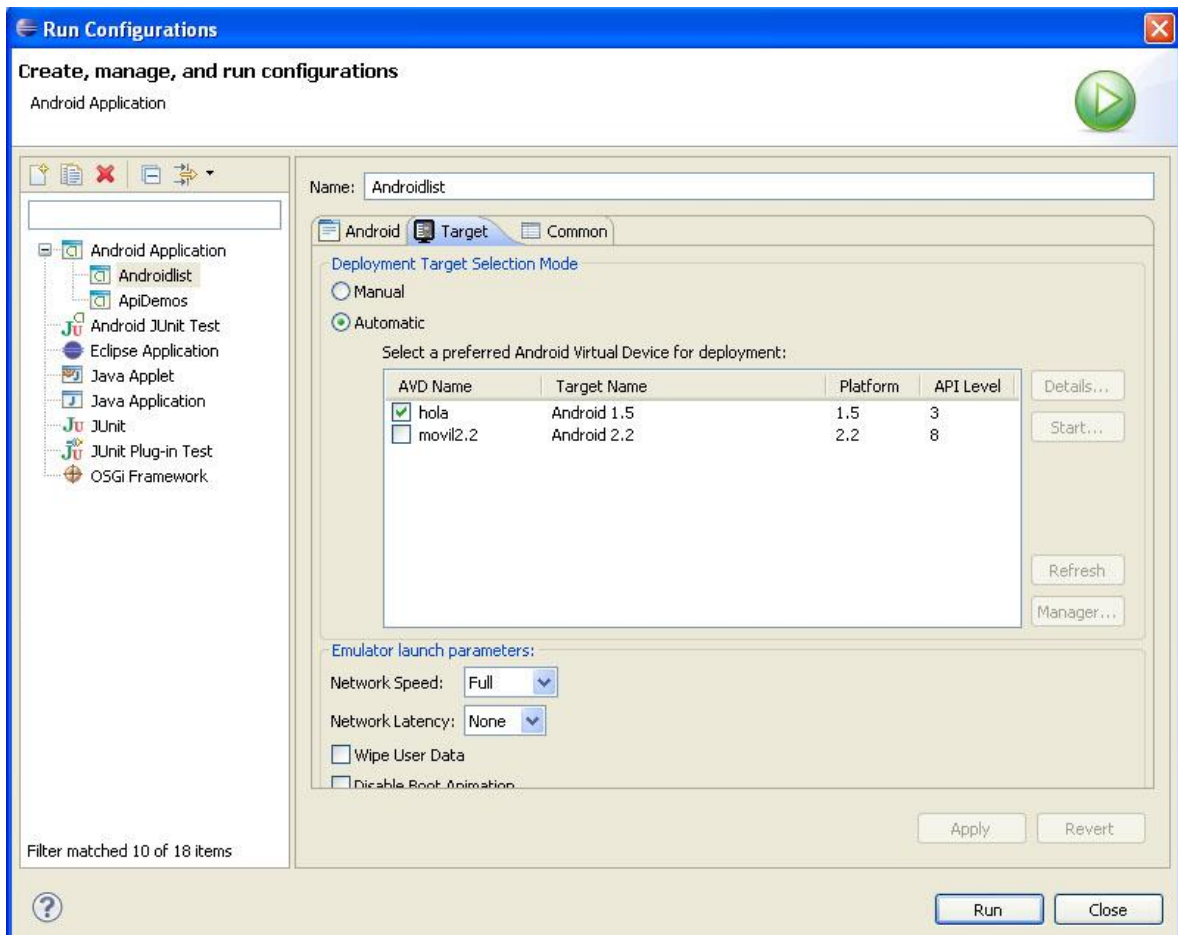 Run Configurations
Create, manage, and run configurations
Android Application
Name: Androidlist
Android Target Common
Android Application
Androidlist
ApiDemos
Android JUnit Test
Eclipse Application
Java Applet
Java Application
JUnit
JUnit Plug-in Test
OSGi Framework
Filter matched 10 of 18 items
Deployment Target Selection Mode
Manual
Automatic
Select a preferred Android Virtual Device for deployment:
AVD Name Target Name Platform API Level
hola Android 1.5 1.5 3
movil2.2 Android 2.2 2.2 8
Details...
Start...
Refresh
Manager...
Emulator launch parameters:
Network Speed: Full
Network Latency: None
Wipe User Data
Disable Boot Animation
Apply Revert
Run Close